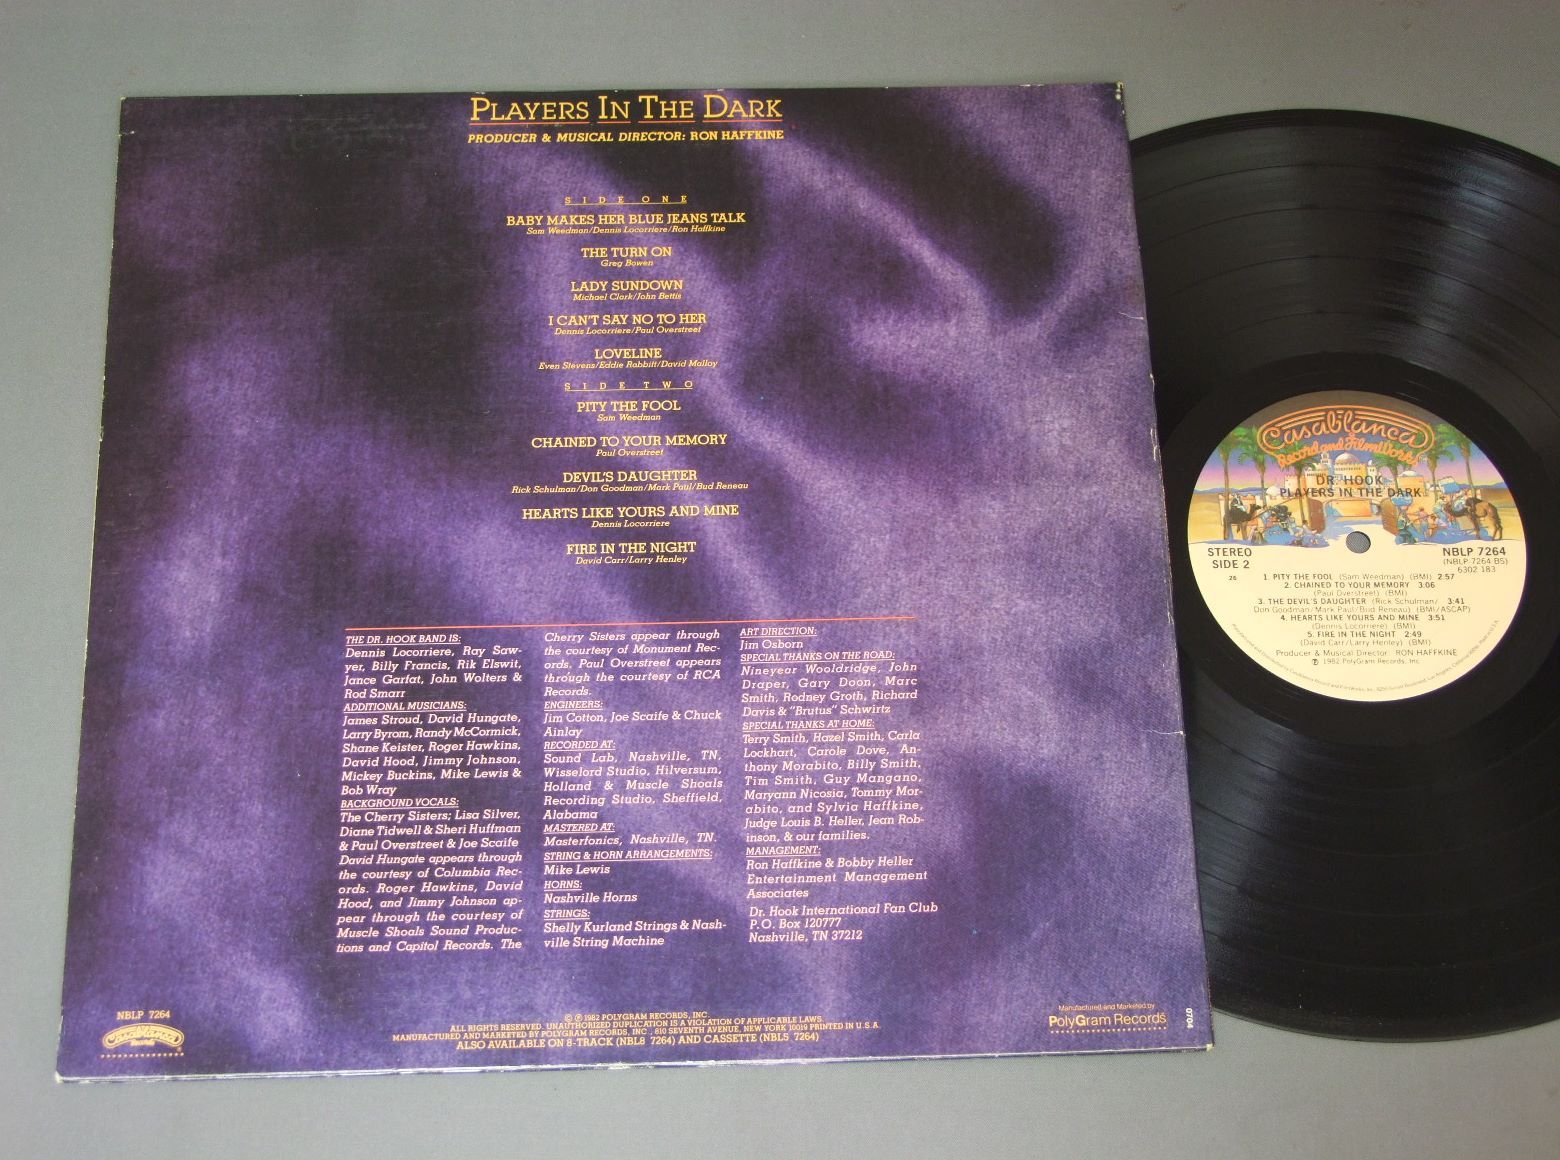 PLAYERS IN THE DARK
PRODUCER & MUSICAL DIRECTOR: RON HAFFKINE
SIDE ONE
BABY MAKES HER BLUE JEANS TALK
Sam Weedman/Dennis Locorriere/Ron Haffkine
THE TURN ON
Greg Bowen
LADY SUNDOWN
Michael Clark/John Bettis
I CAN'T SAY NO TO HER
Dennis Locorriere/Paul Overstreet
LOVELINE
Even Stevens/Eddie Rabbitt/David Malloy
SIDE TWO
PITY THE FOOL
Sam Weedman
CHAINED TO YOUR MEMORY
Paul Overstreet
DEVIL'S DAUGHTER
Rick Schulman/Don Goodman/Mark Paul/Bud Reneau
HEARTS LIKE YOURS AND MINE
Dennis Locorriere
FIRE IN THE NIGHT
David Carr/Larry Henley
THE DR. HOOK BAND IS:
Dennis Locorriere, Ray Saw-
yer, Billy Francis, Rik Elswit,
Jance Garfat, John Wolters &
Rod Smarr
ADDITIONAL MUSICIANS:
James Stroud, David Hungate,
Larry Byrom, Randy McCormick,
Shane Keister, Roger Hawkins,
David Hood, Jimmy Johnson,
Mickey Buckins, Mike Lewis &
Bob Wray
BACKGROUND VOCALS:
The Cherry Sisters; Lisa Silver,
Diane Tidwell & Sheri Huffman
& Paul Overstreet & Joe Scaife
David Hungate appears through
the courtesy of Columbia Rec-
ords. Roger Hawkins, David
Hood, and Jimmy Johnson ap-
pear through the courtesy of
Muscle Shoals Sound Produc-
tions and Capitol Records. The
Cherry Sisters appear through
the courtesy of Monument Rec-
ords. Paul Overstreet appears
through the courtesy of RCA
Records.
ENGINEERS:
Jim Cotton, Joe Scaife & Chuck
Ainlay
RECORDED AT:
Sound Lab, Nashville, TN,
Wisselord Studio, Hilversum,
Holland & Muscle Shoals
Recording Studio, Sheffield,
Alabama
MASTERED AT:
Masterfonics, Nashville, TN.
STRING & HORN ARRANGEMENTS:
Mike Lewis
HORNS:
Nashville Horns
STRINGS:
Shelly Kurland Strings & Nash-
ville String Machine
ART DIRECTION:
Jim Osborn
SPECIAL THANKS ON THE ROAD:
Nineyear Wooldridge, John
Draper, Gary Doon, Marc
Smith, Rodney Groth, Richard
Davis & "Brutus" Schwirtz
SPECIAL THANKS AT HOME:
Terry Smith, Hazel Smith, Carla
Lockhart, Carole Dove, An-
thony Morabito, Billy Smith,
Tim Smith, Guy Mangano,
Maryann Nicosia, Tommy Mor-
abito, and Sylvia Haffkine,
Judge Louis B. Heller, Jean Rob-
inson, & our families.
MANAGEMENT:
Ron Haffkine & Bobby Heller
Entertainment Management
Associates
Dr. Hook International Fan Club
P.O. Box 120777
Nashville, TN 37212
NBLP 7264
Casablanca
Records
© ℗ 1982 POLYGRAM RECORDS, INC.
ALL RIGHTS RESERVED. UNAUTHORIZED DUPLICATION IS A VIOLATION OF APPLICABLE LAWS.
MANUFACTURED AND MARKETED BY POLYGRAM RECORDS, INC., 810 SEVENTH AVENUE, NEW YORK 10019 PRINTED IN U.S.A.
ALSO AVAILABLE ON 8-TRACK (NBL8 7264) AND CASSETTE (NBL5 7264)
Manufactured and Marketed by
PolyGram Records
0704
Casablanca
Record and FilmWorks
DR. HOOK
PLAYERS IN THE DARK
STEREO
SIDE 2
NBLP 7264
(NBLP 7264 BS)
6302 183
26
1. PITY THE FOOL (Sam Weedman) (BMI) 2:57
2. CHAINED TO YOUR MEMORY 3:06
(Paul Overstreet) (BMI)
3. THE DEVIL'S DAUGHTER (Rick Schulman/ 3:41
Don Goodman/Mark Paul/Bud Reneau) (BMI/ASCAP)
4. HEARTS LIKE YOURS AND MINE 3:51
(Dennis Locorriere) (BMI)
5. FIRE IN THE NIGHT 2:49
(David Carr/Larry Henley) (BMI)
Producer & Musical Director: RON HAFFKINE
℗ 1982 PolyGram Records, Inc.